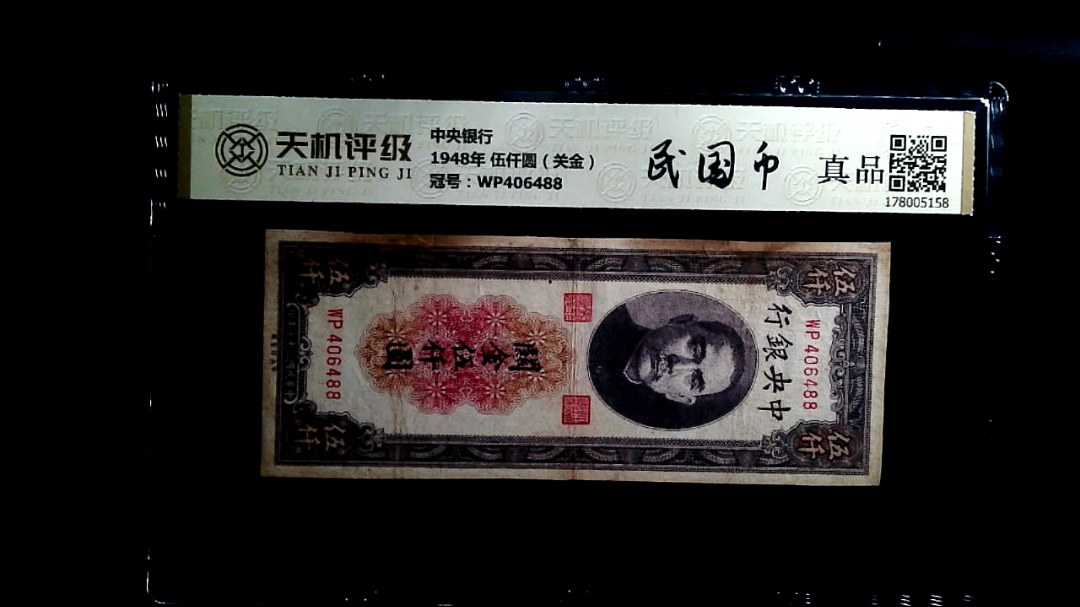 天机评级
TIAN JI PING JI
中央银行
1948年 伍仟圆（关金）
冠号：WP406488
民国币
真品
178005158
中央銀行
關金伍仟圓
伍仟
伍仟
伍仟
伍仟
WP406488
WP406488